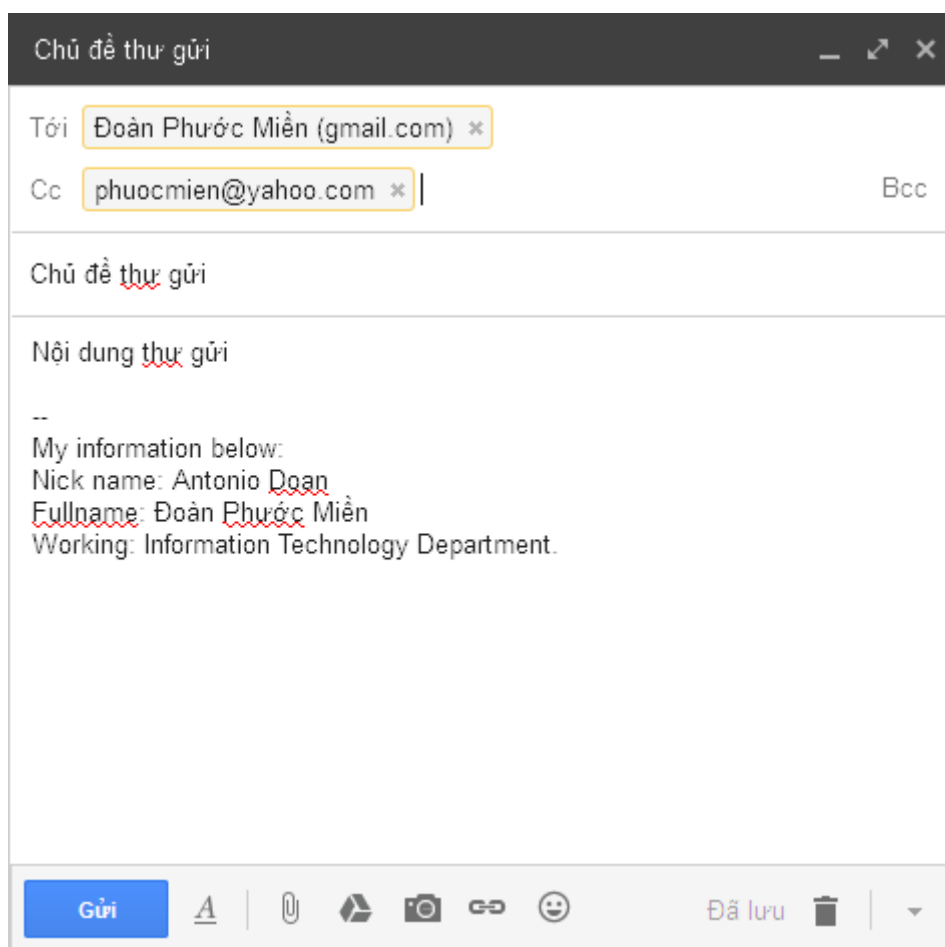 Chủ đề thư gửi
Tới Đoàn Phước Miền (gmail.com)
Cc phuocmien@yahoo.com Bcc
Chủ đề thư gửi
Nội dung thư gửi
--
My information below:
Nick name: Antonio Doan
Fullname: Đoàn Phước Miền
Working: Information Technology Department.
Gửi A Đã lưu